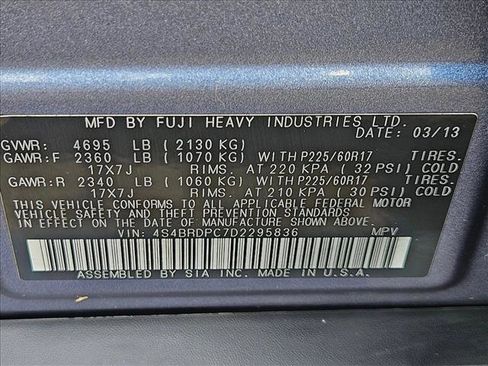 MFD BY FUJI HEAVY INDUSTRIES LTD.
DATE: 03/13
GVWR: 4695 LB (2130 KG)
GAWR:F 2360 LB (1070 KG) WITH P225/60R17 TIRES.
17X7J RIMS. AT 220 KPA ( 32 PSI) COLD
GAWR:R 2340 LB (1060 KG) WITH P225/60R17 TIRES.
17X7J RIMS. AT 210 KPA ( 30 PSI) COLD
THIS VEHICLE CONFORMS TO ALL APPLICABLE FEDERAL MOTOR
VEHICLE SAFETY AND THEFT PREVENTION STANDARDS
IN EFFECT ON THE DATE OF MANUFACTURE SHOWN ABOVE.
VIN: 4S4BRDPC7D2295836 MPV
ASSEMBLED BY SIA INC. MADE IN U.S.A.